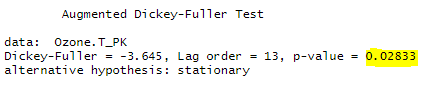 Augmented Dickey-Fuller Test
data: Ozone.T_PK
Dickey-Fuller = -3.645, Lag order = 13, p-value = 0.02833
alternative hypothesis: stationary